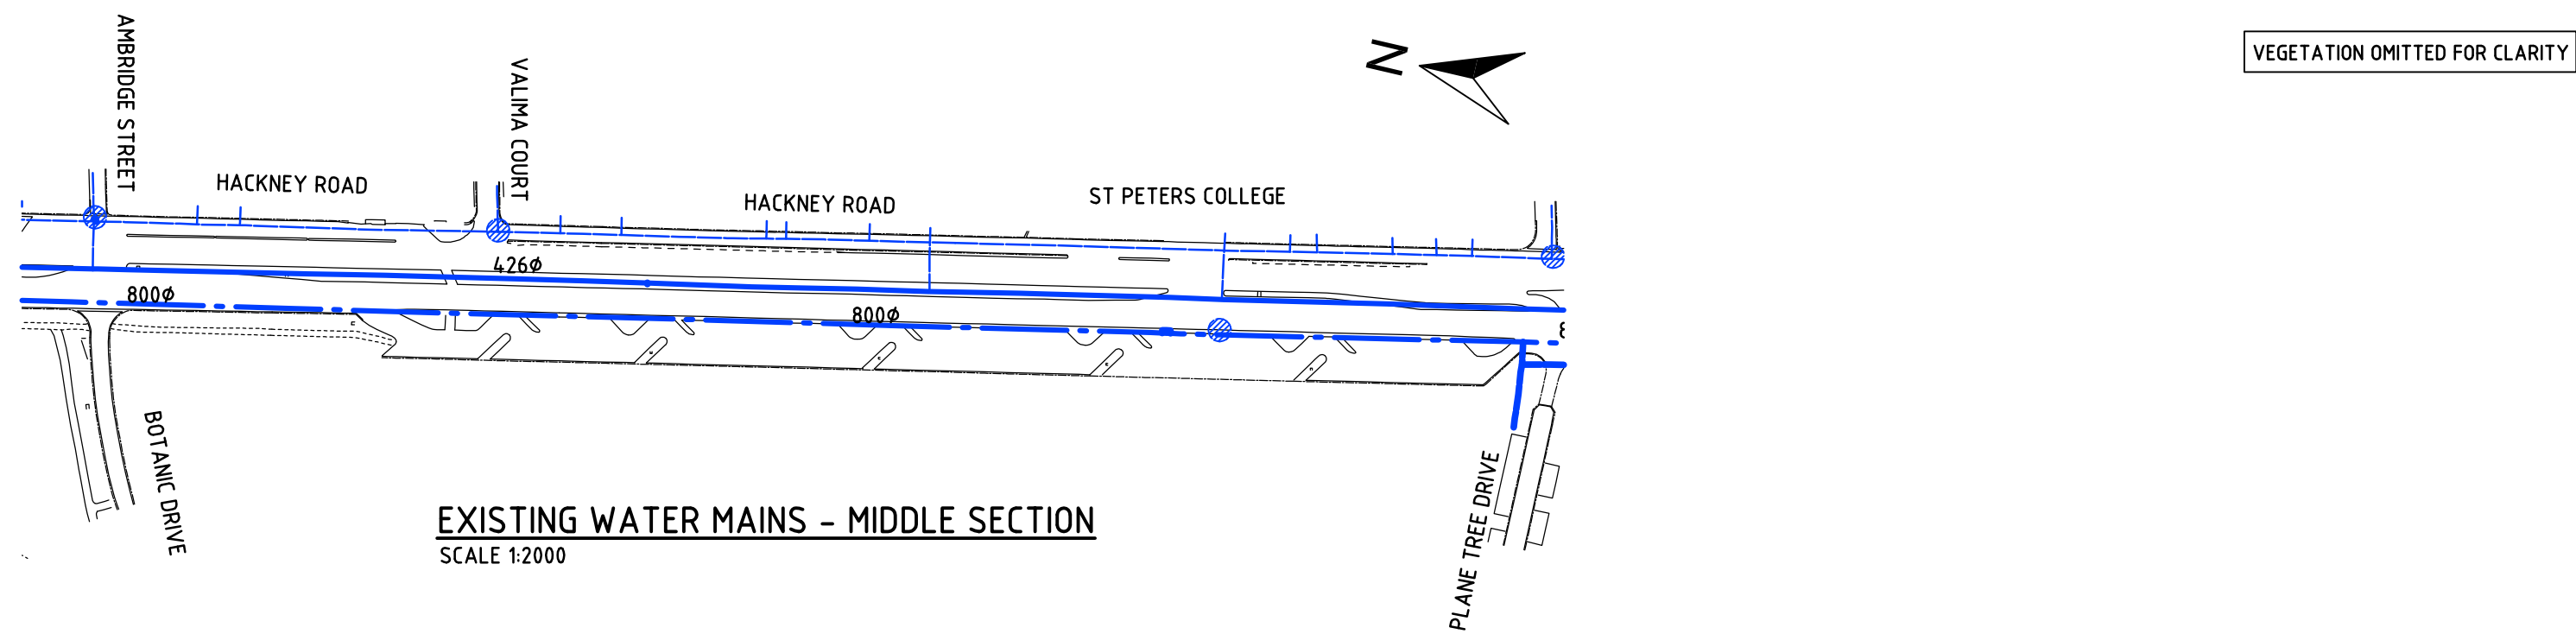 AMBRIDGE STREET
VALIMA COURT
N
VEGETATION OMITTED FOR CLARITY
HACKNEY ROAD
HACKNEY ROAD
ST PETERS COLLEGE
426ø
800ø
800ø
BOTANIC DRIVE
PLANE TREE DRIVE
EXISTING WATER MAINS - MIDDLE SECTION
SCALE 1:2000